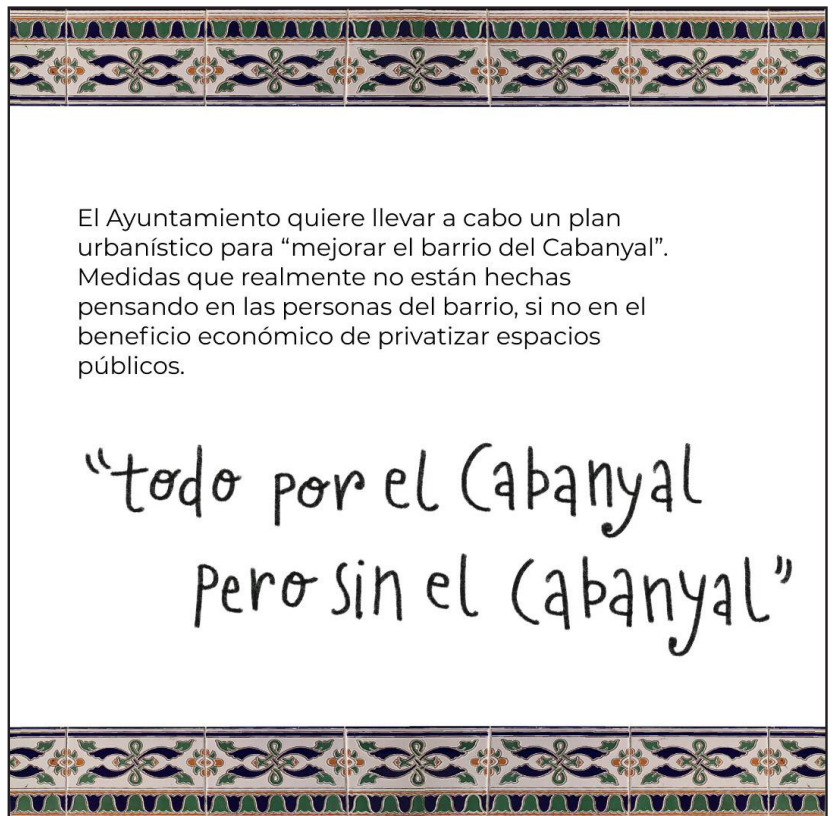 El Ayuntamiento quiere llevar a cabo un plan
urbanístico para “mejorar el barrio del Cabanyal”.
Medidas que realmente no están hechas
pensando en las personas del barrio, si no en el
beneficio económico de privatizar espacios
públicos.
“todo por el Cabanyal
pero sin el Cabanyal”